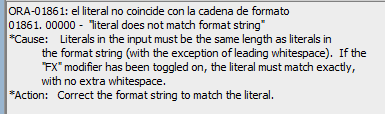 ORA-01861: el literal no coincide con la cadena de formato
01861. 00000 - "literal does not match format string"
*Cause: Literals in the input must be the same length as literals in
the format string (with the exception of leading whitespace). If the
"FX" modifier has been toggled on, the literal must match exactly,
with no extra whitespace.
*Action: Correct the format string to match the literal.